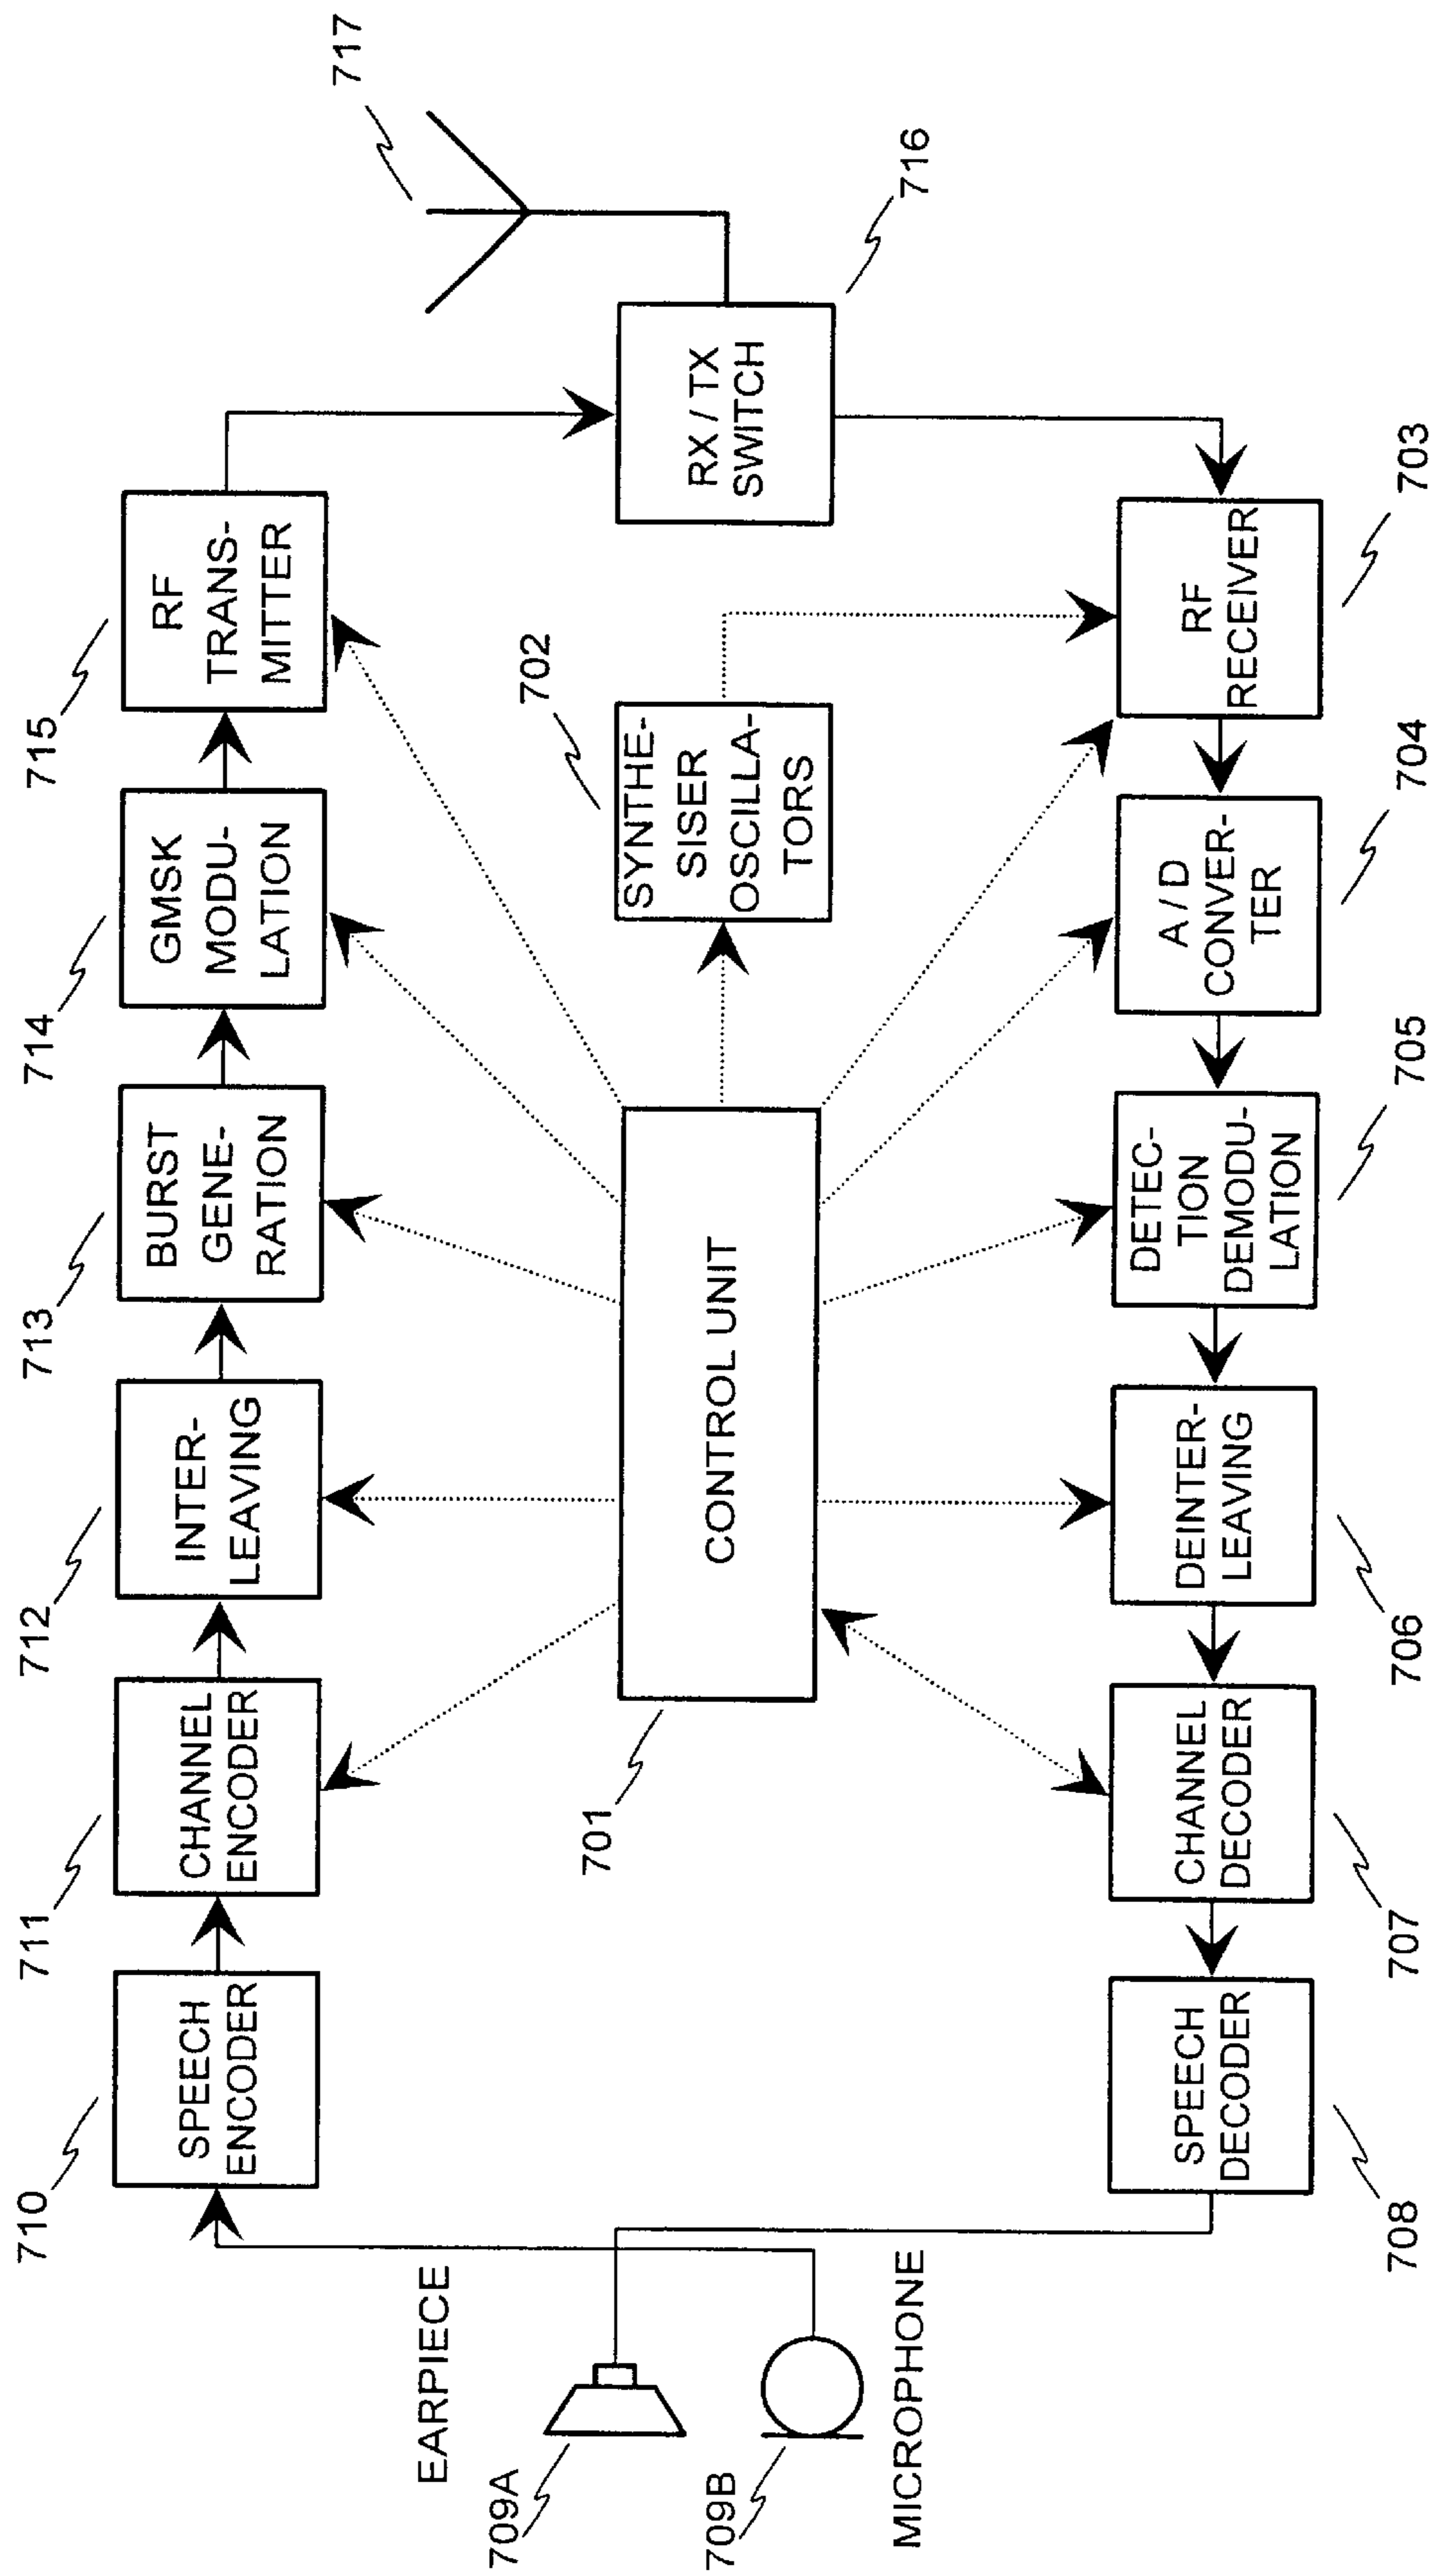 710
711
712
713
714
715
717
SPEECH
ENCODER
CHANNEL
ENCODER
INTER-
LEAVING
BURST
GENE-
RATION
GMSK
MODU-
LATION
RF
TRANS-
MITTER
EARPIECE
709A
709B
MICROPHONE
701
CONTROL UNIT
702
SYNTHE-
SISER
OSCILLA-
TORS
RX / TX
SWITCH
716
SPEECH
DECODER
CHANNEL
DECODER
DEINTER-
LEAVING
DETEC-
TION
DEMODU-
LATION
A / D
CONVER-
TER
RF
RECEIVER
708
707
706
705
704
703